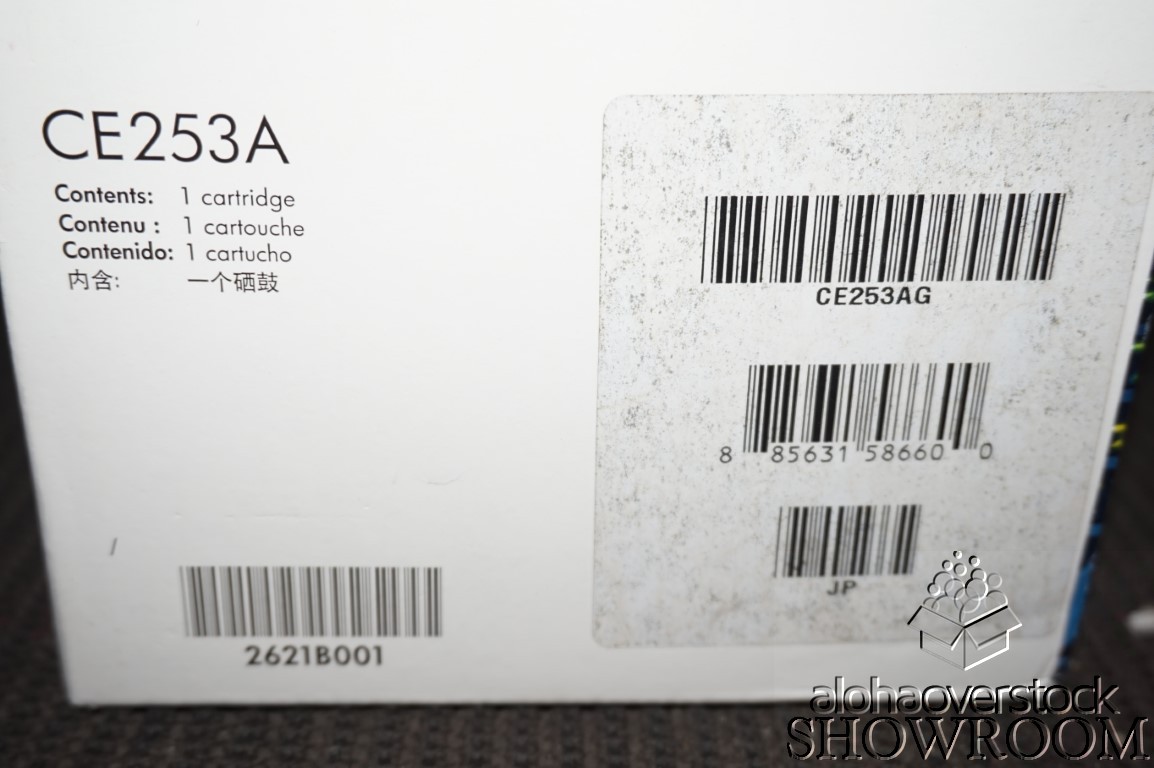 CE253A
Contents: 1 cartridge
Contenu : 1 cartouche
Contenido: 1 cartucho
内含: 一个硒鼓
2621B001
CE253AG
8 85631 58660 0
JP
alohaoverstock
SHOWROOM